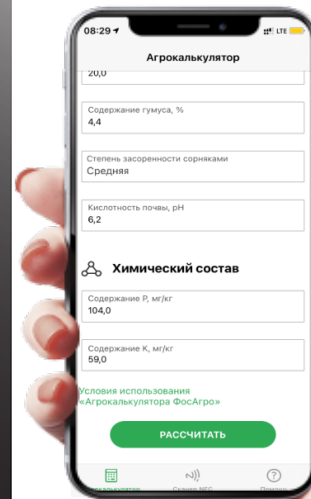 08:29
LTE
Агрокалькулятор
20,0
Содержание гумуса, %
4,4
Степень засоренности сорняками
Средняя
Кислотность почвы, pH
6,2
Химический состав
Содержание P, мг/кг
104,0
Содержание K, мг/кг
59,0
Условия использования
«Агрокалькулятора ФосАгро»
РАССЧИТАТЬ